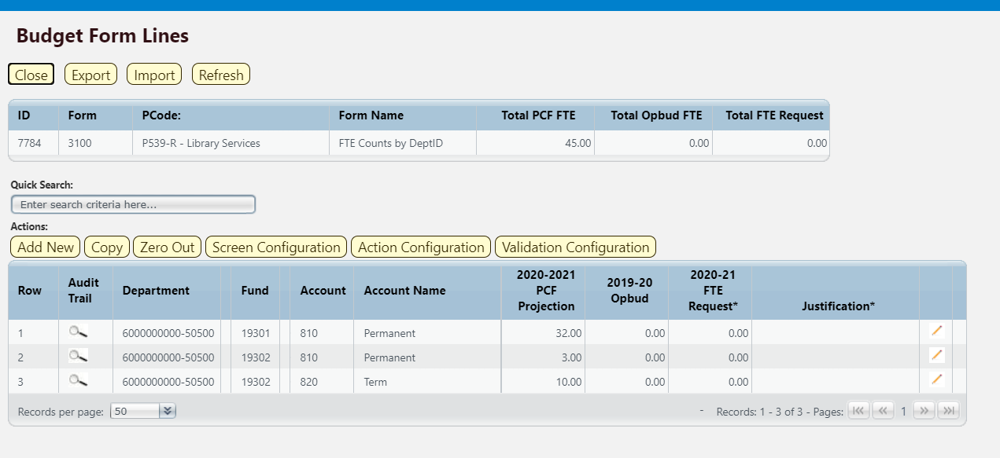 Budget Form Lines
Close Export Import Refresh
ID Form PCode: Form Name Total PCF FTE Total Opbud FTE Total FTE Request
7784 3100 P539-R - Library Services FTE Counts by DeptID 45.00 0.00 0.00
Quick Search:
Enter search criteria here...
Actions:
Add New Copy Zero Out Screen Configuration Action Configuration Validation Configuration
Row Audit Trail Department Fund Account Account Name 2020-2021 PCF Projection 2019-20 Opbud 2020-21 FTE Request* Justification*
1 6000000000-50500 19301 810 Permanent 32.00 0.00 0.00
2 6000000000-50500 19302 810 Permanent 3.00 0.00 0.00
3 6000000000-50500 19302 820 Term 10.00 0.00 0.00
Records per page: 50 - Records: 1 - 3 of 3 - Pages: 1